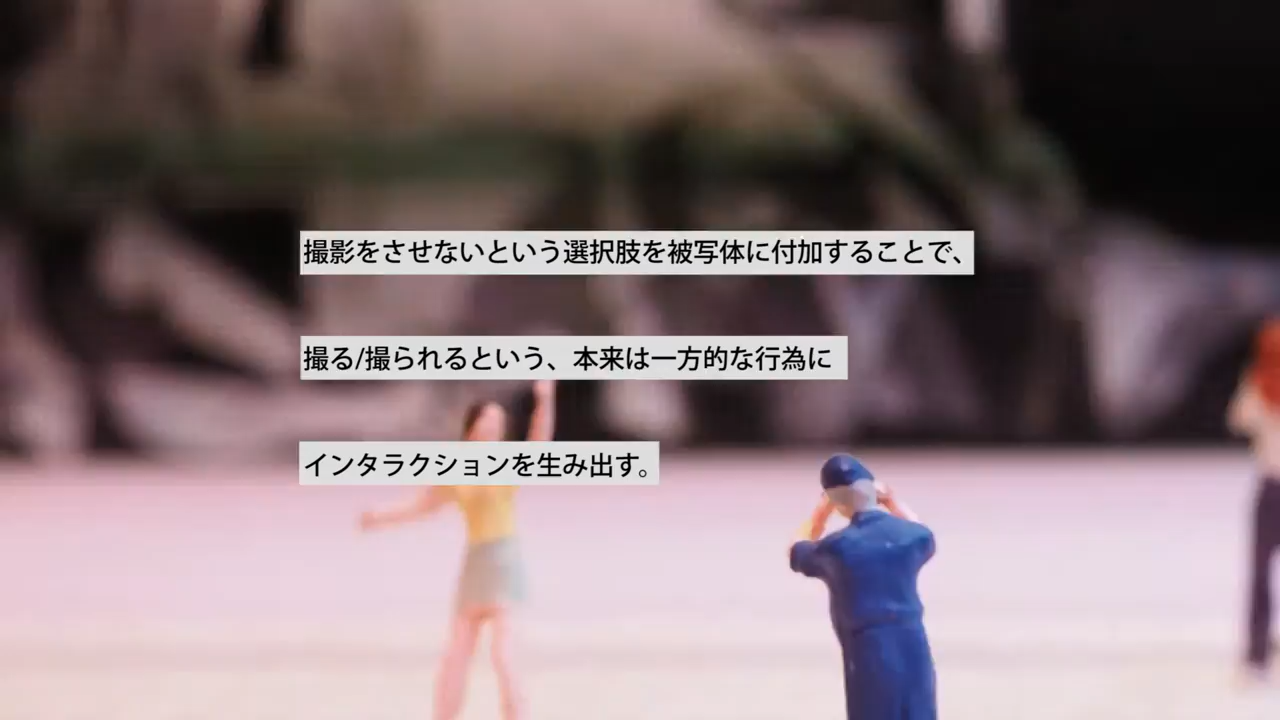 撮影をさせないという選択肢を被写体に付加することで、
撮る/撮られるという、本来は一方的な行為に
インタラクションを生み出す。